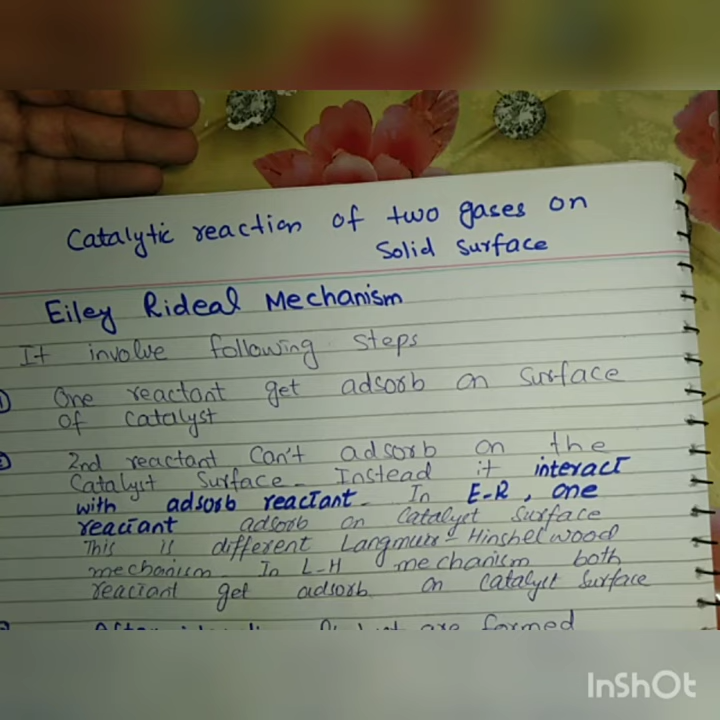 Catalytic reaction of two gases on
Solid Surface
Eiley Rideal Mechanism
It involve following steps
1) One reactant get adsorb on surface
of catalyst
2nd reactant can't adsorb on the
Catalyst Surface. Instead it interact
with adsorb reactant. In E-R, one
reactant adsorb on Catalyst Surface
This is different Langmuir-Hinshelwood
mechanism. In L-H mechanism both
reactant get adsorb on catalyst surface
are formed
InShOt